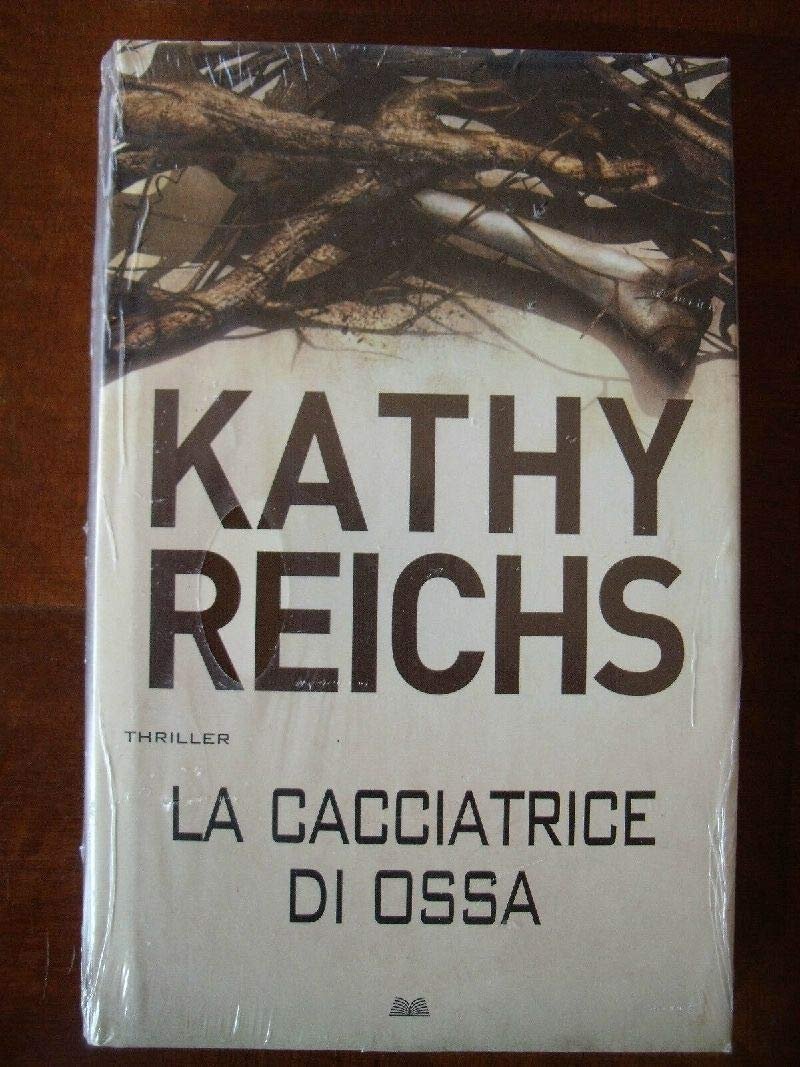 KATHY
REICHS
THRILLER
LA CACCIATRICE
DI OSSA